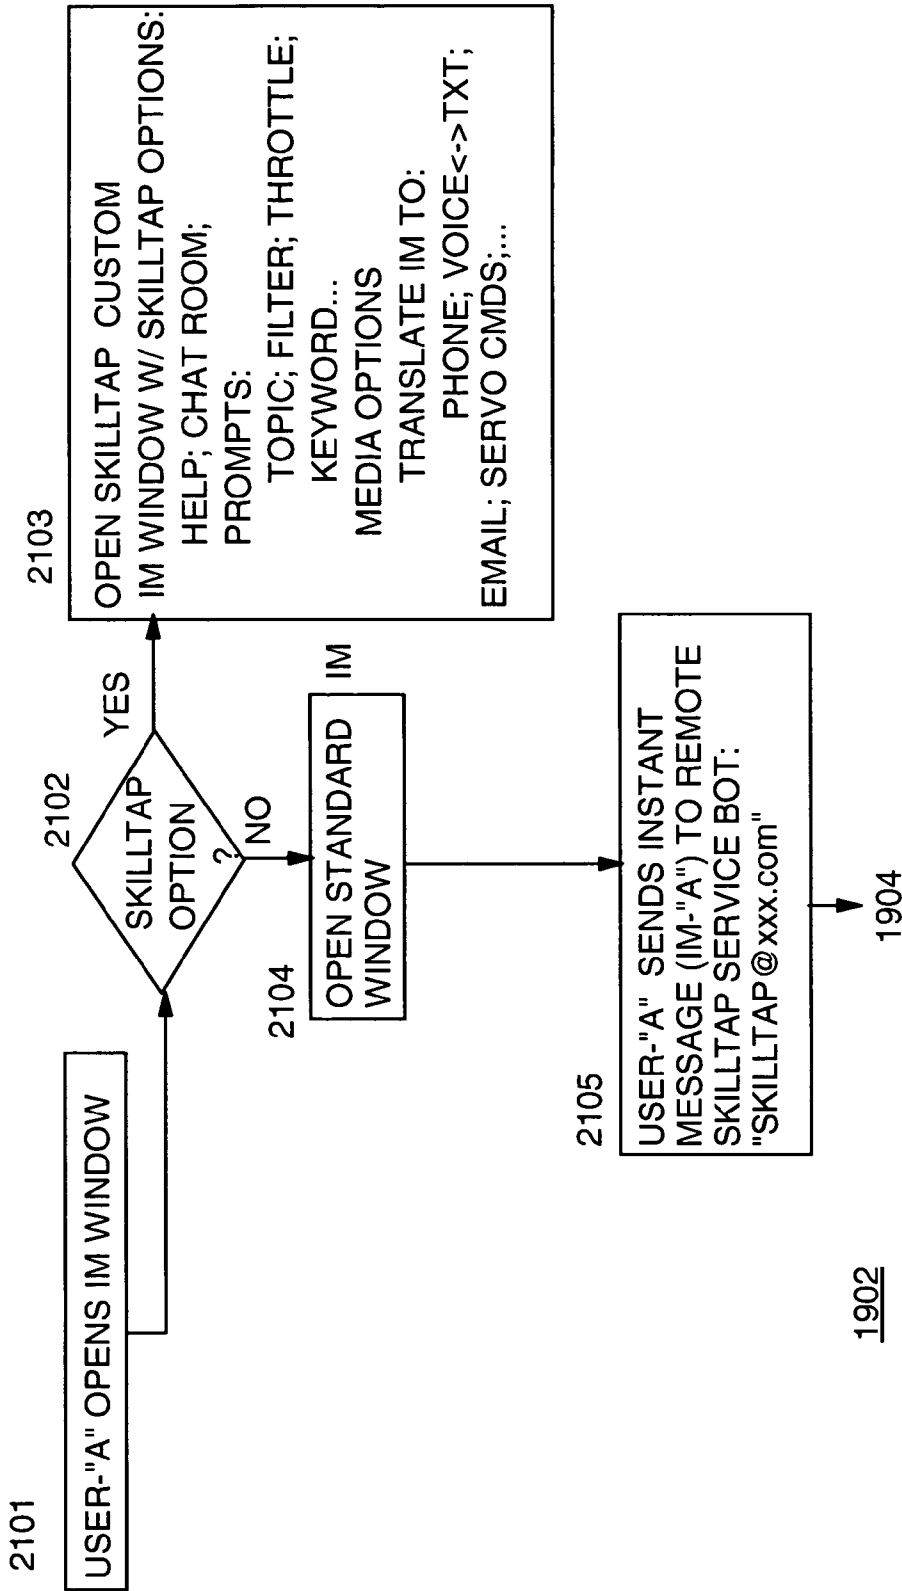 2101
USER-"A" OPENS IM WINDOW
2102
SKILLTAP
OPTION
?
YES
NO
2103
OPEN SKILLTAP CUSTOM
IM WINDOW W/ SKILLTAP OPTIONS:
HELP; CHAT ROOM;
PROMPTS:
TOPIC; FILTER; THROTTLE;
KEYWORD...
MEDIA OPTIONS
TRANSLATE IM TO:
PHONE; VOICE<->TXT;
EMAIL; SERVO CMDS;...
2104
OPEN STANDARD IM
WINDOW
2105
USER-"A" SENDS INSTANT
MESSAGE (IM-"A") TO REMOTE
SKILLTAP SERVICE BOT:
"SKILLTAP@xxx.com"
1904
1902